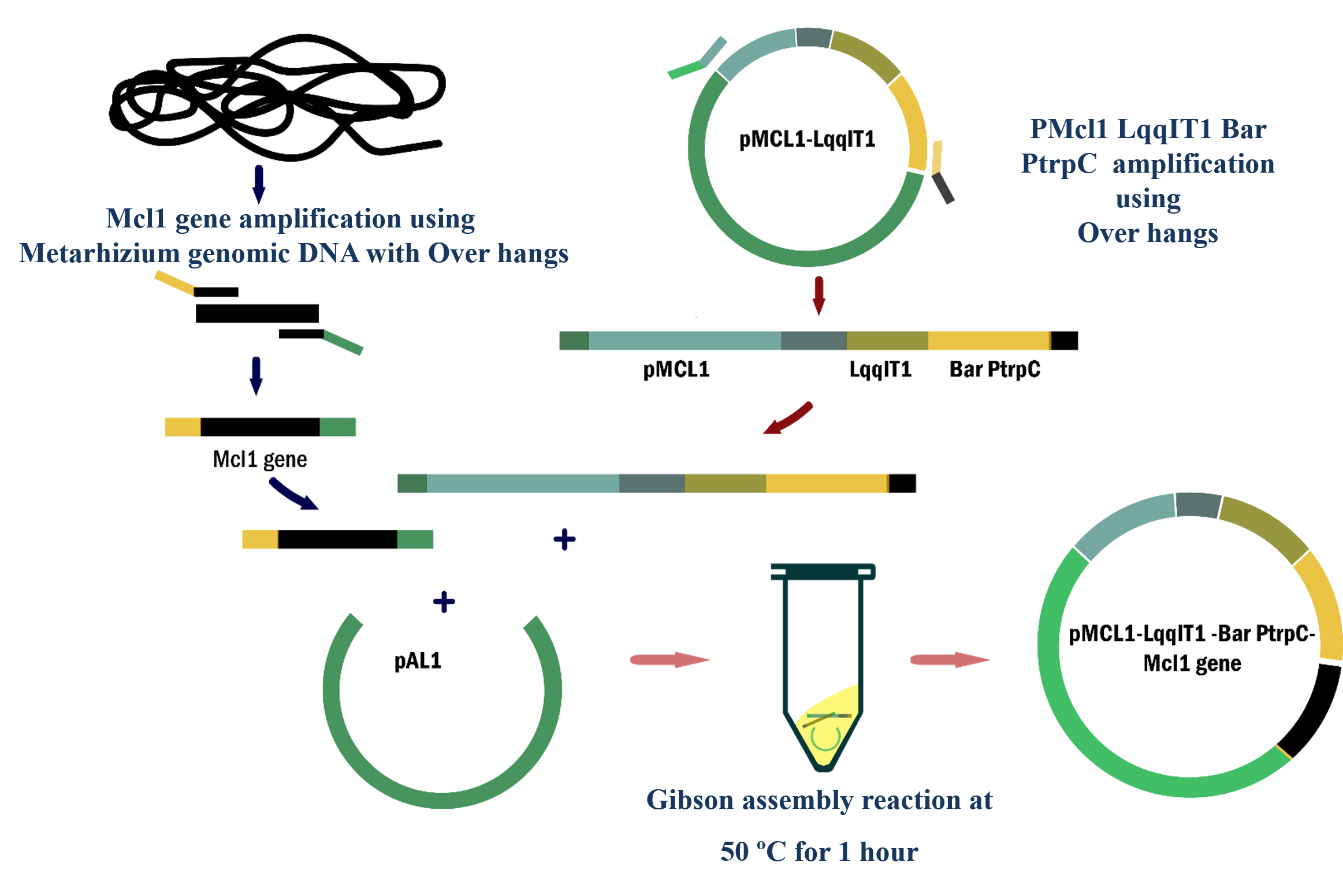 Mcl1 gene amplification using
Metarhizium genomic DNA with Over hangs
Mcl1 gene
pMCL1-LqqIT1
PMcl1 LqqIT1 Bar
PtrpC amplification
using
Over hangs
pMCL1
LqqIT1
Bar PtrpC
+
+
pAL1
Gibson assembly reaction at
50 ºC for 1 hour
pMCL1-LqqIT1 -Bar PtrpC-
Mcl1 gene